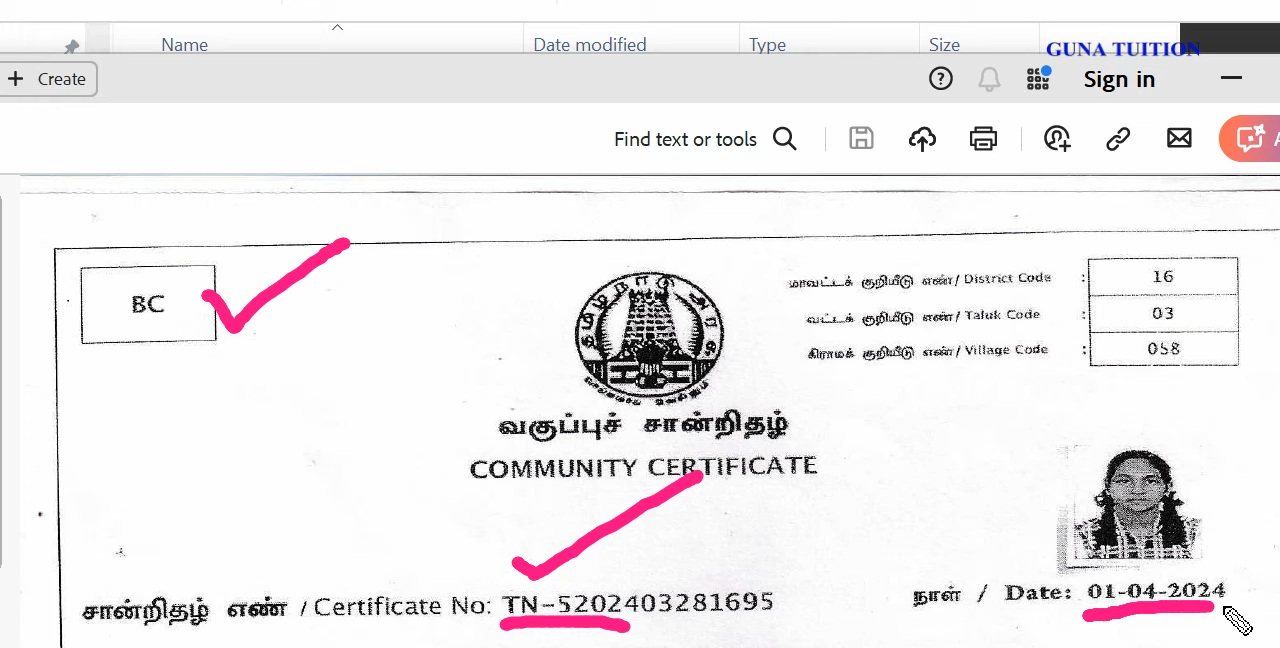 Name Date modified Type Size
GUNA TUITION
+ Create Sign in
Find text or tools
BC
தமிழ்நாடு அரசு
மாவட்டக் குறியீடு எண்/ District Code : 16
வட்டக் குறியீடு எண்/ Taluk Code : 03
கிராமக் குறியீடு எண்/ Village Code : 058
வகுப்புச் சான்றிதழ்
COMMUNITY CERTIFICATE
சான்றிதழ் எண் / Certificate No: TN-5202403281695
நாள் / Date: 01-04-2024